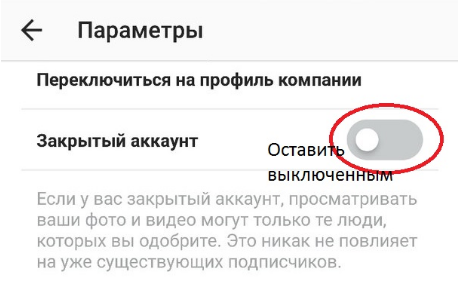 Параметры
Переключиться на профиль компании
Закрытый аккаунт
Оставить
выключенным
Если у вас закрытый аккаунт, просматривать
ваши фото и видео могут только те люди,
которых вы одобрите. Это никак не повлияет
на уже существующих подписчиков.